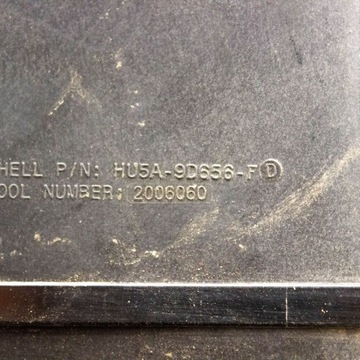 HELL P/N: HU5A-9D656-F Ⓓ
OOL NUMBER: 2006060